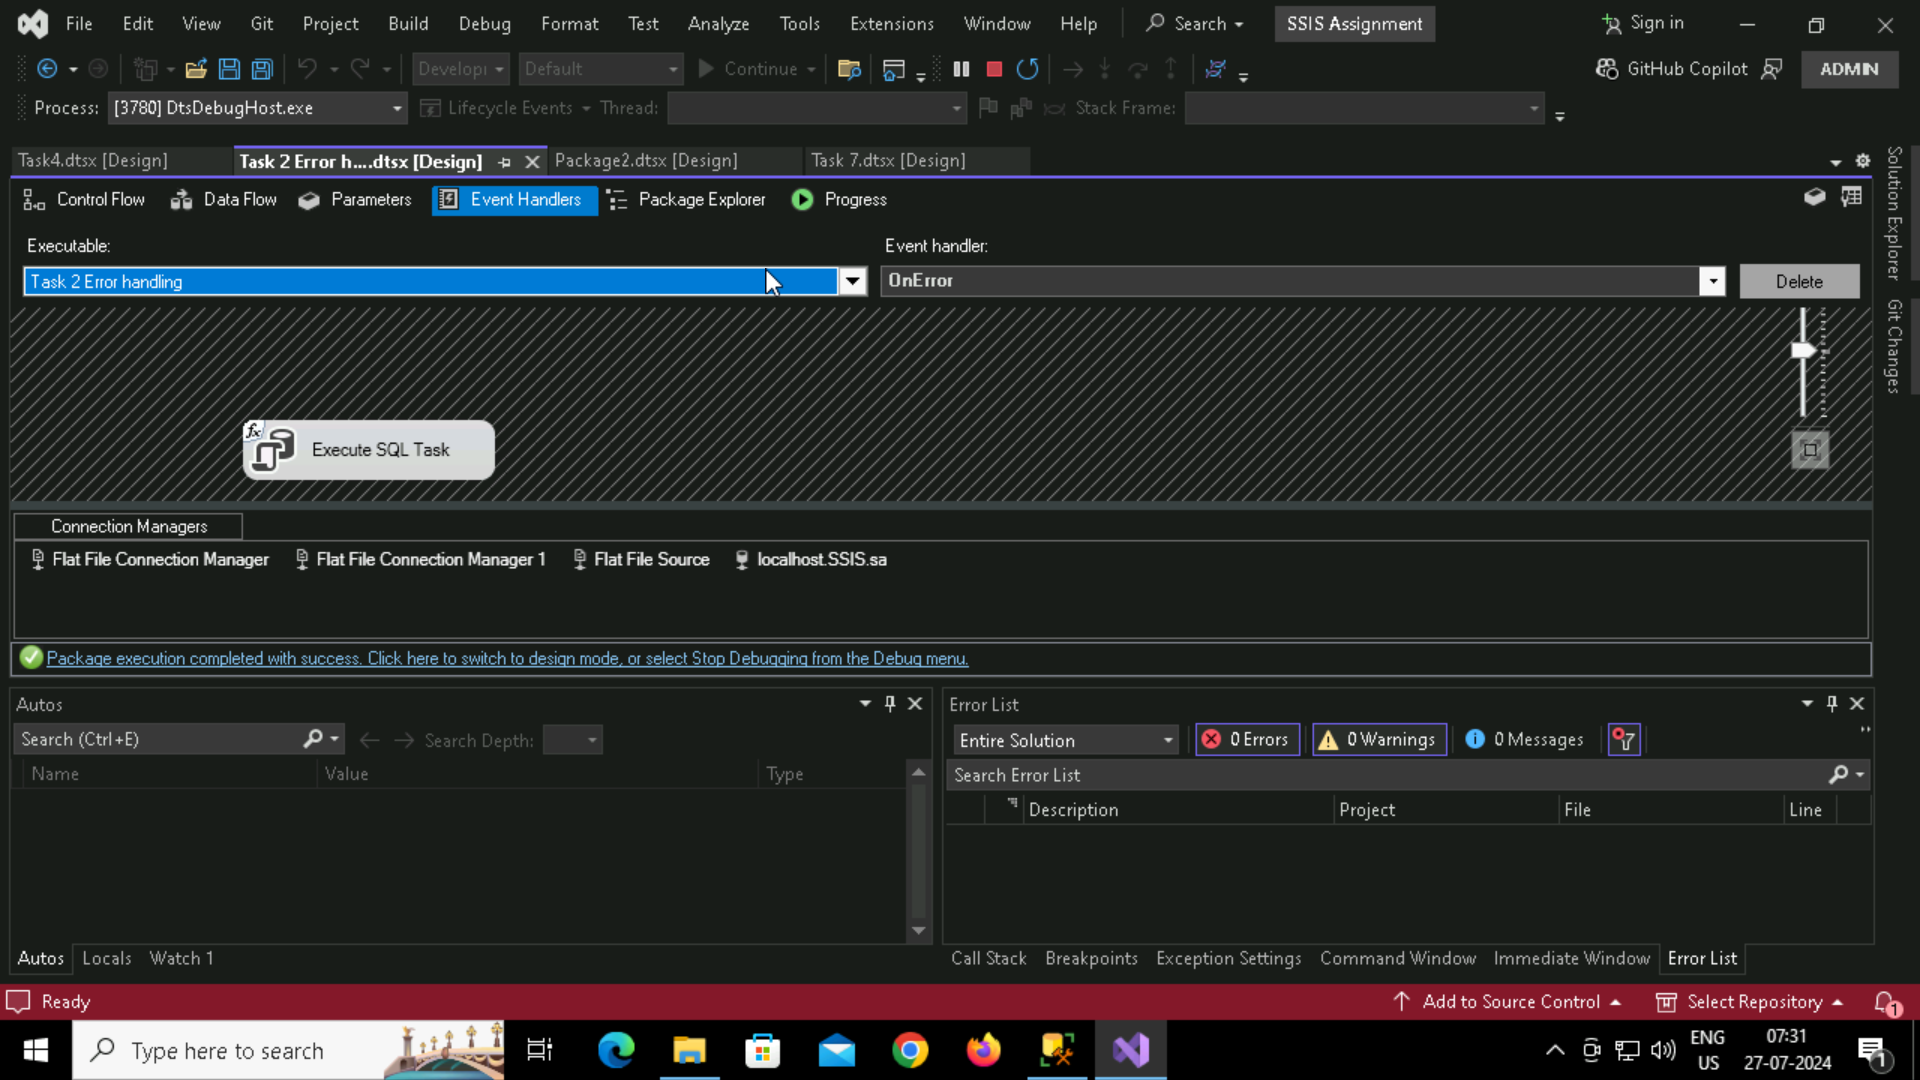 File Edit View Git Project Build Debug Format Test Analyze Tools Extensions Window Help Search SSIS Assignment Sign in
Developi Default Continue GitHub Copilot ADMIN
Process: [3780] DtsDebugHost.exe Lifecycle Events Thread: Stack Frame:
Task4.dtsx [Design] Task 2 Error h....dtsx [Design] Package2.dtsx [Design] Task 7.dtsx [Design]
Control Flow Data Flow Parameters Event Handlers Package Explorer Progress
Executable: Event handler:
Task 2 Error handling OnError Delete
Solution Explorer
Git Changes
fx Execute SQL Task
Connection Managers
Flat File Connection Manager Flat File Connection Manager 1 Flat File Source localhost.SSIS.sa
Package execution completed with success. Click here to switch to design mode, or select Stop Debugging from the Debug menu.
Autos Error List
Search (Ctrl+E) Search Depth: Entire Solution 0 Errors 0 Warnings 0 Messages
Name Value Type Search Error List
Description Project File Line
Autos Locals Watch 1 Call Stack Breakpoints Exception Settings Command Window Immediate Window Error List
Ready Add to Source Control Select Repository 1
Type here to search ENG 07:31
US 27-07-2024 1